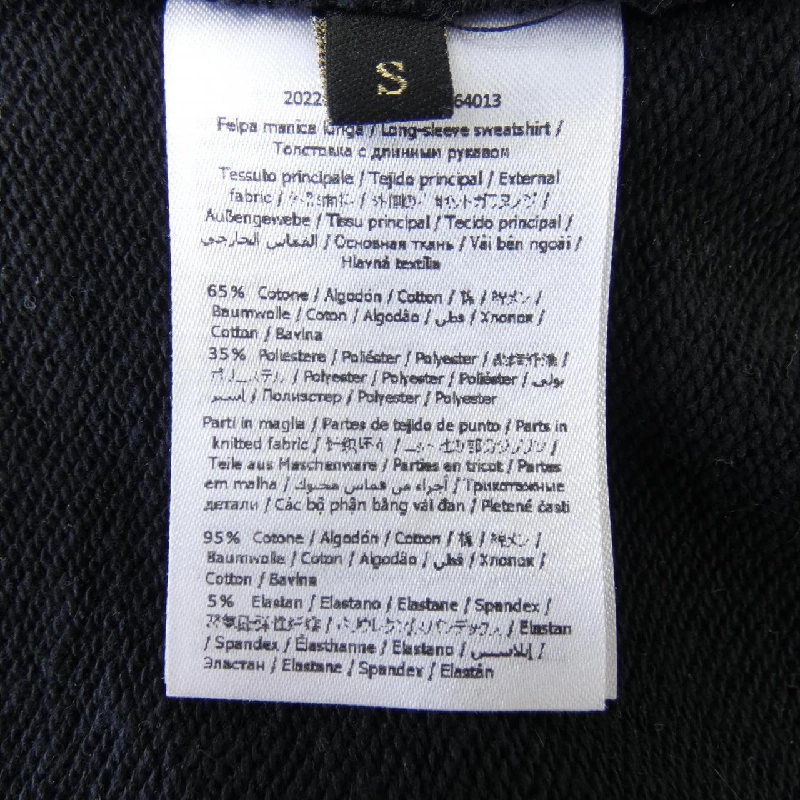 S
2022 64013
Felpa manica lunga / Long-sleeve sweatshirt /
Толстовка с длинным рукавом
Tessuto principale / Tejido principal / External
fabric / /
Außengewebe / Tissu principal / Tecido principal /
القماس الخارجي / Основная ткань / Vải bên ngoài /
Hlavná textília
65% Cotone / Algodón / Cotton / 棉 / /
Baumwolle / Coton / Algodão / قطن / Хлопок /
Cotton / Bavlna
35% Poliestere / Poliéster / Polyester / /
/ Polyester / Polyester / Poliéster / بولي
إستر / Полиэстер / Polyester / Polyester
Parti in maglia / Partes de tejido de punto / Parts in
knitted fabric / /
Teile aus Maschenware / Parties en tricot / Partes
em malha / أجزاء من قماس محبوك / Трикотажные
детали / Các bộ phận bằng vải đan / Pletené časti
95% Cotone / Algodón / Cotton / 棉 / /
Baumwolle / Coton / Algodão / قطن / Хлопок /
Cotton / Bavlna
5% Elastan / Elastano / Elastane / Spandex /
/ Elastan
/ Spandex / Élasthanne / Elastano / /
Эластан / Elastane / Spandex / Elastán